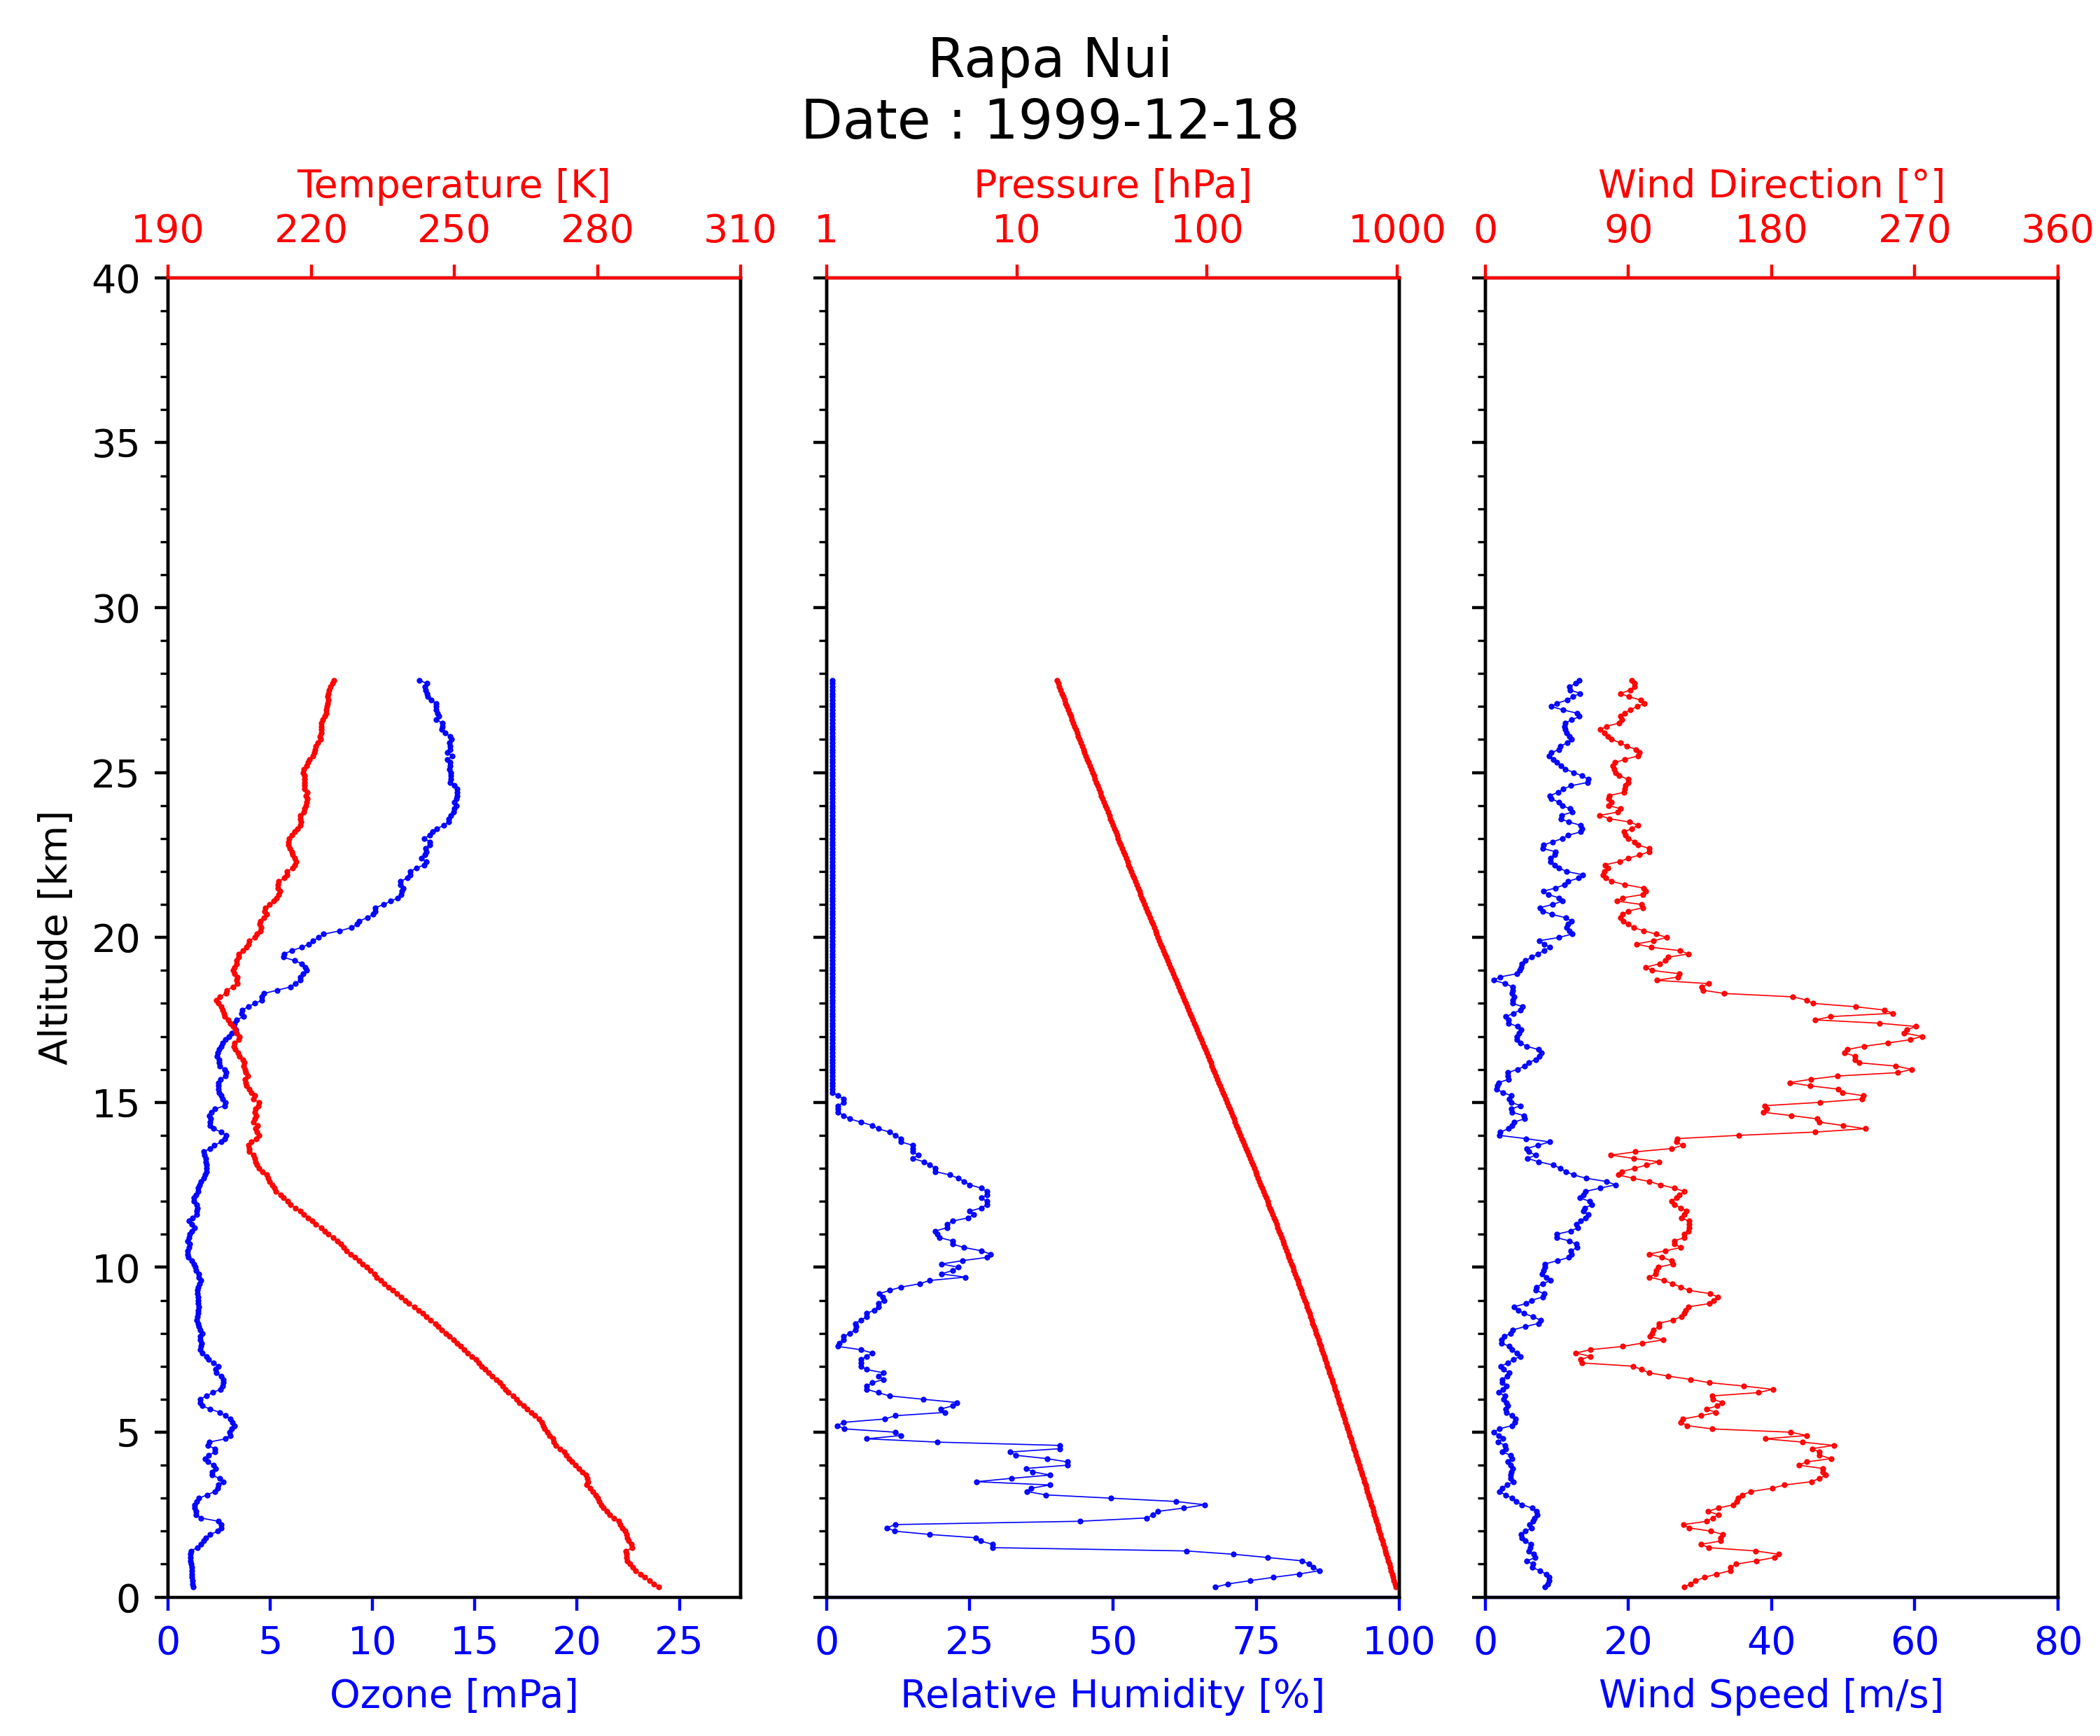 Rapa Nui
Date : 1999-12-18
Temperature [K]
190 220 250 280 310
Pressure [hPa]
1 10 100 1000
Wind Direction [°]
0 90 180 270 360
Altitude [km]
40
35
30
25
20
15
10
5
0
0 5 10 15 20 25
Ozone [mPa]
0 25 50 75 100
Relative Humidity [%]
0 20 40 60 80
Wind Speed [m/s]